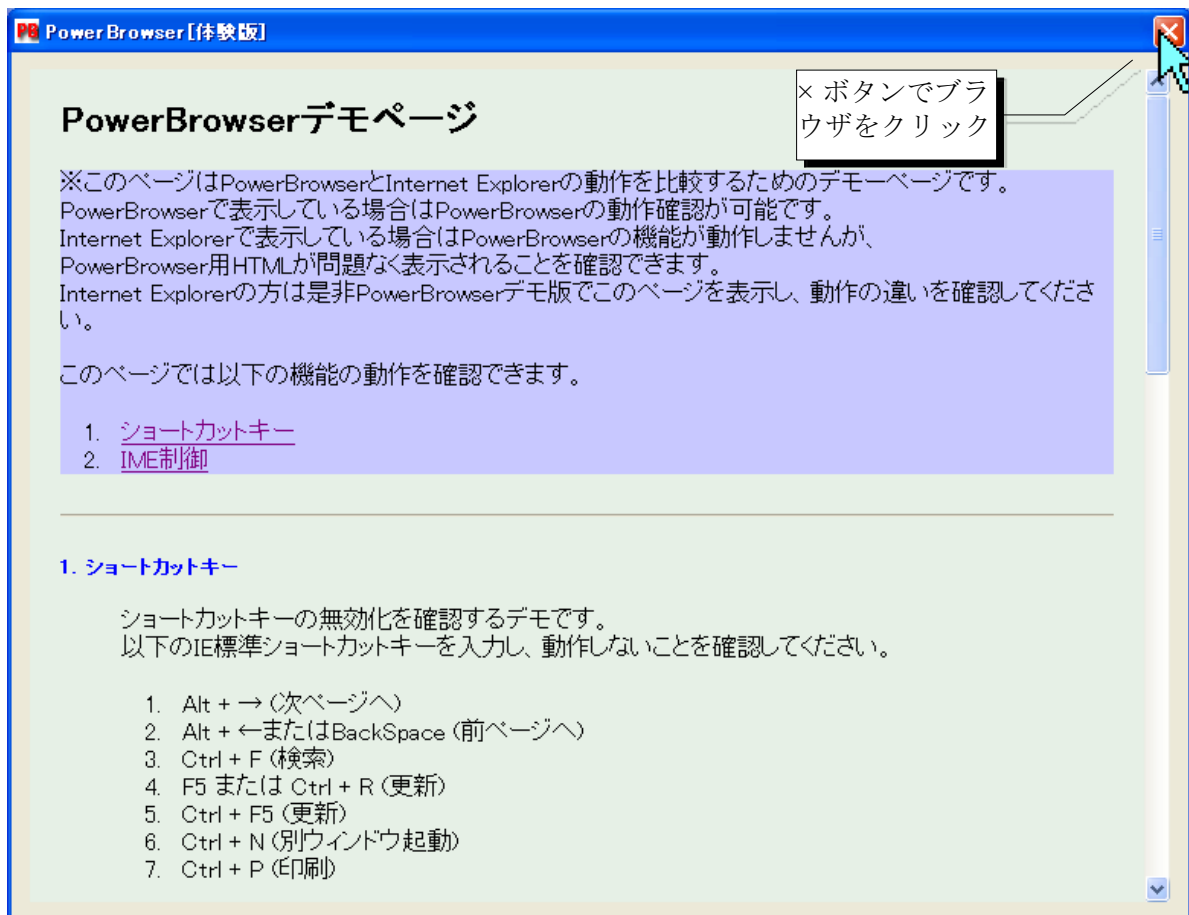 PB PowerBrowser[体験版]
× ボタンでブラ
ウザをクリック
PowerBrowserデモページ
※このページはPowerBrowserとInternet Explorerの動作を比較するためのデモーページです。
PowerBrowserで表示している場合はPowerBrowserの動作確認が可能です。
Internet Explorerで表示している場合はPowerBrowserの機能が動作しませんが、
PowerBrowser用HTMLが問題なく表示されることを確認できます。
Internet Explorerの方は是非PowerBrowserデモ版でこのページを表示し、動作の違いを確認してくださ
い。
このページでは以下の機能の動作を確認できます。
1. ショートカットキー
2. IME制御
1. ショートカットキー
ショートカットキーの無効化を確認するデモです。
以下のIE標準ショートカットキーを入力し、動作しないことを確認してください。
1. Alt + → (次ページへ)
2. Alt + ←またはBackSpace (前ページへ)
3. Ctrl + F (検索)
4. F5 または Ctrl + R (更新)
5. Ctrl + F5 (更新)
6. Ctrl + N (別ウィンドウ起動)
7. Ctrl + P (印刷)